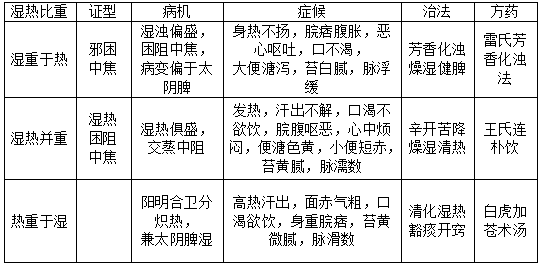 湿热比重 证型 病机 症候 治法 方药
湿重于热
邪困
中焦
湿浊偏盛，
困阻中焦，
病变偏于太
阴脾
身热不扬，脘痞腹胀，恶
心呕吐，口不渴，
大便溏泻，苔白腻，脉浮
缓
芳香化浊
燥湿健脾
雷氏芳
香化浊
法
湿热并重
湿热
困阻
中焦
湿热俱盛，
交蒸中阻
发热，汗出不解，口渴不
欲饮，脘腹呕恶，心中烦
闷，便溏色黄，小便短赤，
苔黄腻，脉濡数
辛开苦降
燥湿清热
王氏连
朴饮
热重于湿
阳明合卫分
炽热，
兼太阴脾湿
高热汗出，面赤气粗，口
渴欲饮，身重脘痞，苔黄
微腻，脉滑数
清化湿热
豁痰开窍
白虎加
苍术汤